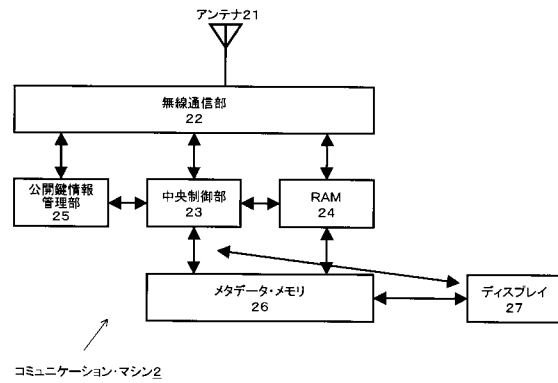 アンテナ21
無線通信部
22
公開鍵情報
管理部
25
中央制御部
23
RAM
24
メタデータ・メモリ
26
ディスプレイ
27
コミュニケーション・マシン2